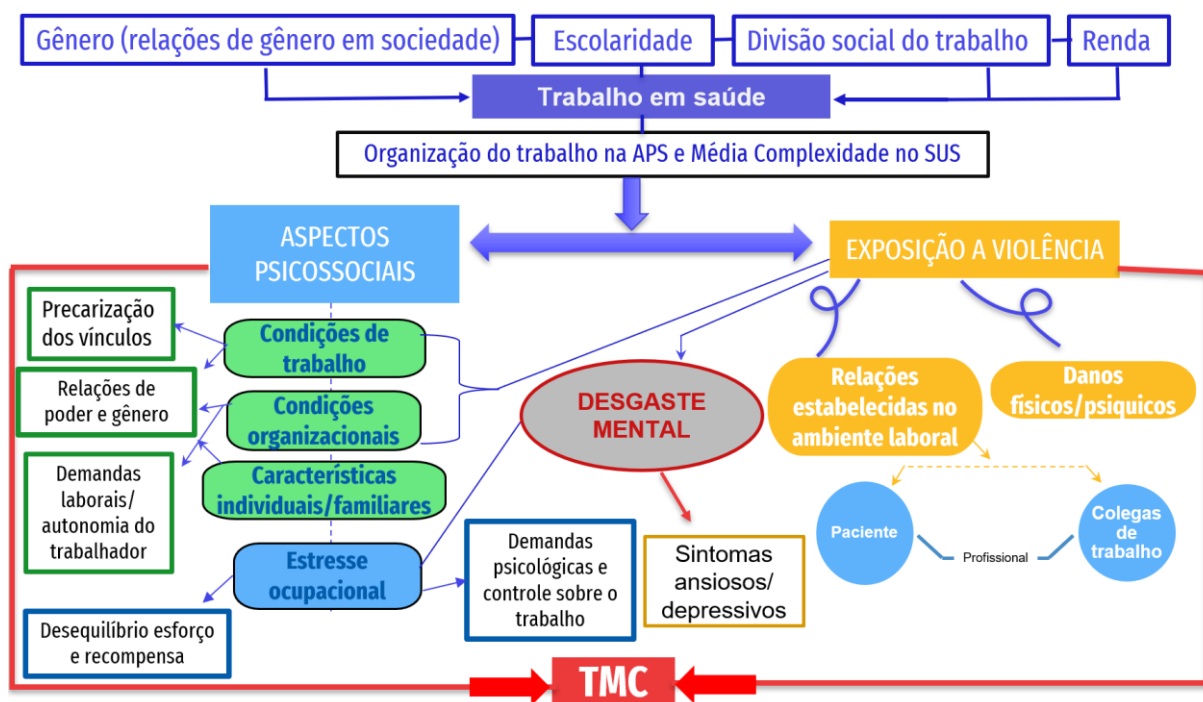 Gênero (relações de gênero em sociedade)
Escolaridade
Divisão social do trabalho
Renda
Trabalho em saúde
Organização do trabalho na APS e Média Complexidade no SUS
ASPECTOS
PSICOSSOCIAIS
EXPOSIÇÃO A VIOLÊNCIA
Precarização
dos vínculos
Condições de
trabalho
Relações de
poder e gênero
Condições
organizacionais
Demandas
laborais/
autonomia do
trabalhador
Características
individuais/familiares
Estresse
ocupacional
Desequilíbrio esforço
e recompensa
Demandas
psicológicas e
controle sobre o
trabalho
DESGASTE
MENTAL
Sintomas
ansiosos/
depressivos
Relações
estabelecidas no
ambiente laboral
Danos
físicos/psiquicos
Paciente
Profissional
Colegas
de
trabalho
TMC